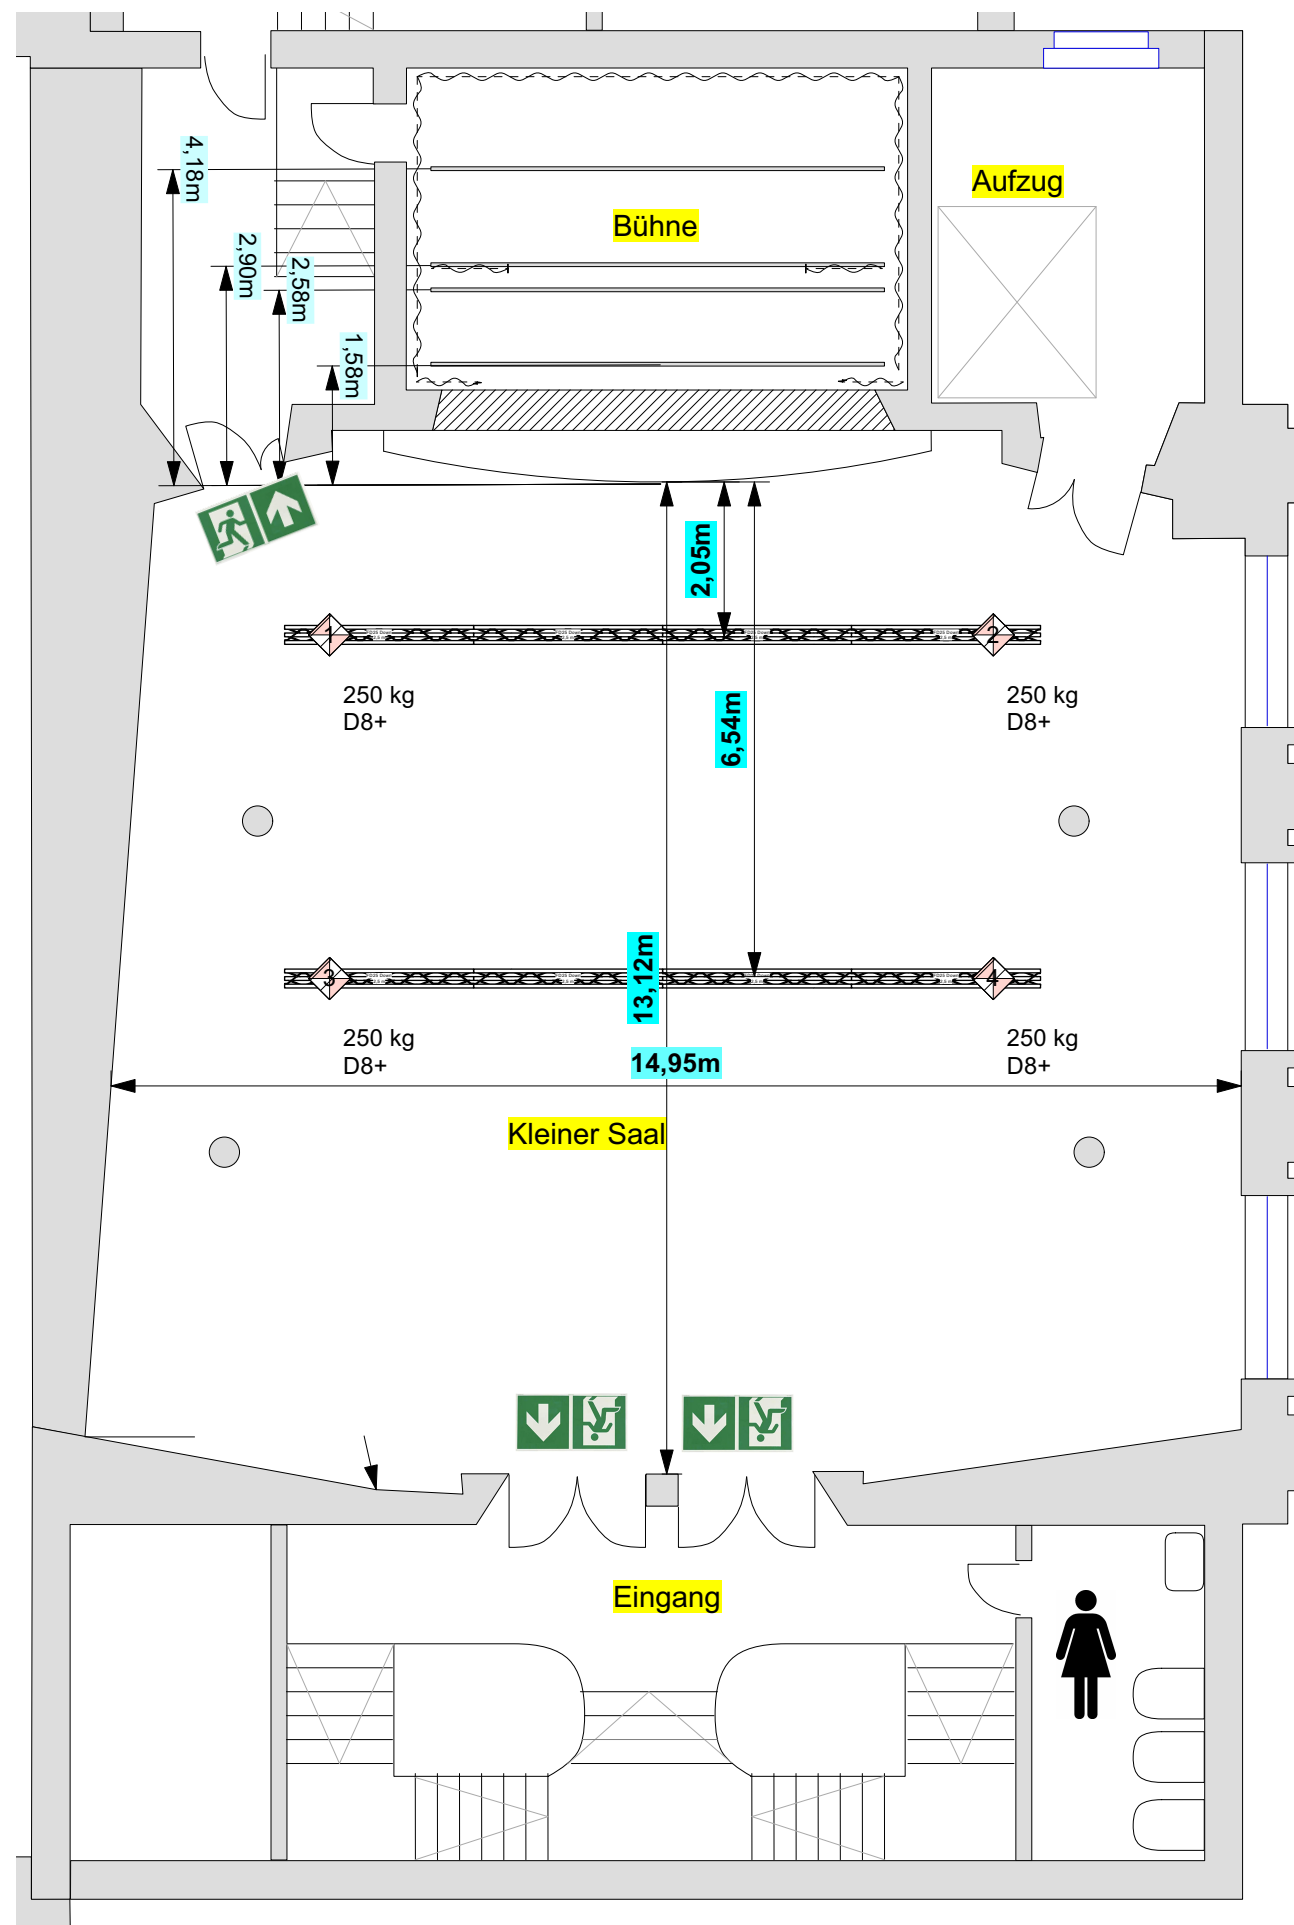 4,18m
2,90m
2,58m
1,58m
Bühne
Aufzug
2,05m
1
2
250 kg
D8+
250 kg
D8+
6,54m
3
4
13,12m
250 kg
D8+
250 kg
D8+
14,95m
Kleiner Saal
Eingang